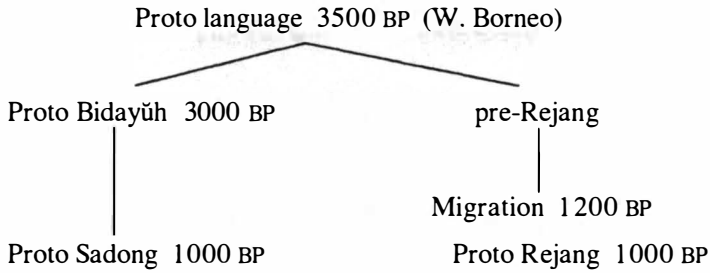 Proto language 3500 BP (W. Borneo)
Proto Bidayŭh 3000 BP pre-Rejang
Migration 1200 BP
Proto Sadong 1000 BP Proto Rejang 1000 BP